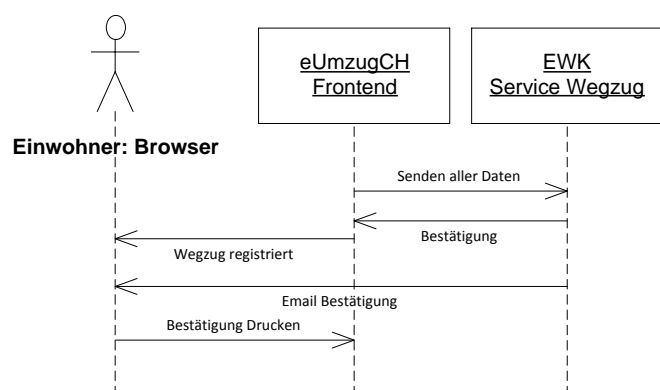 eUmzugCH
Frontend
EWK
Service Wegzug
Einwohner: Browser
Senden aller Daten
Bestätigung
Wegzug registriert
Email Bestätigung
Bestätigung Drucken